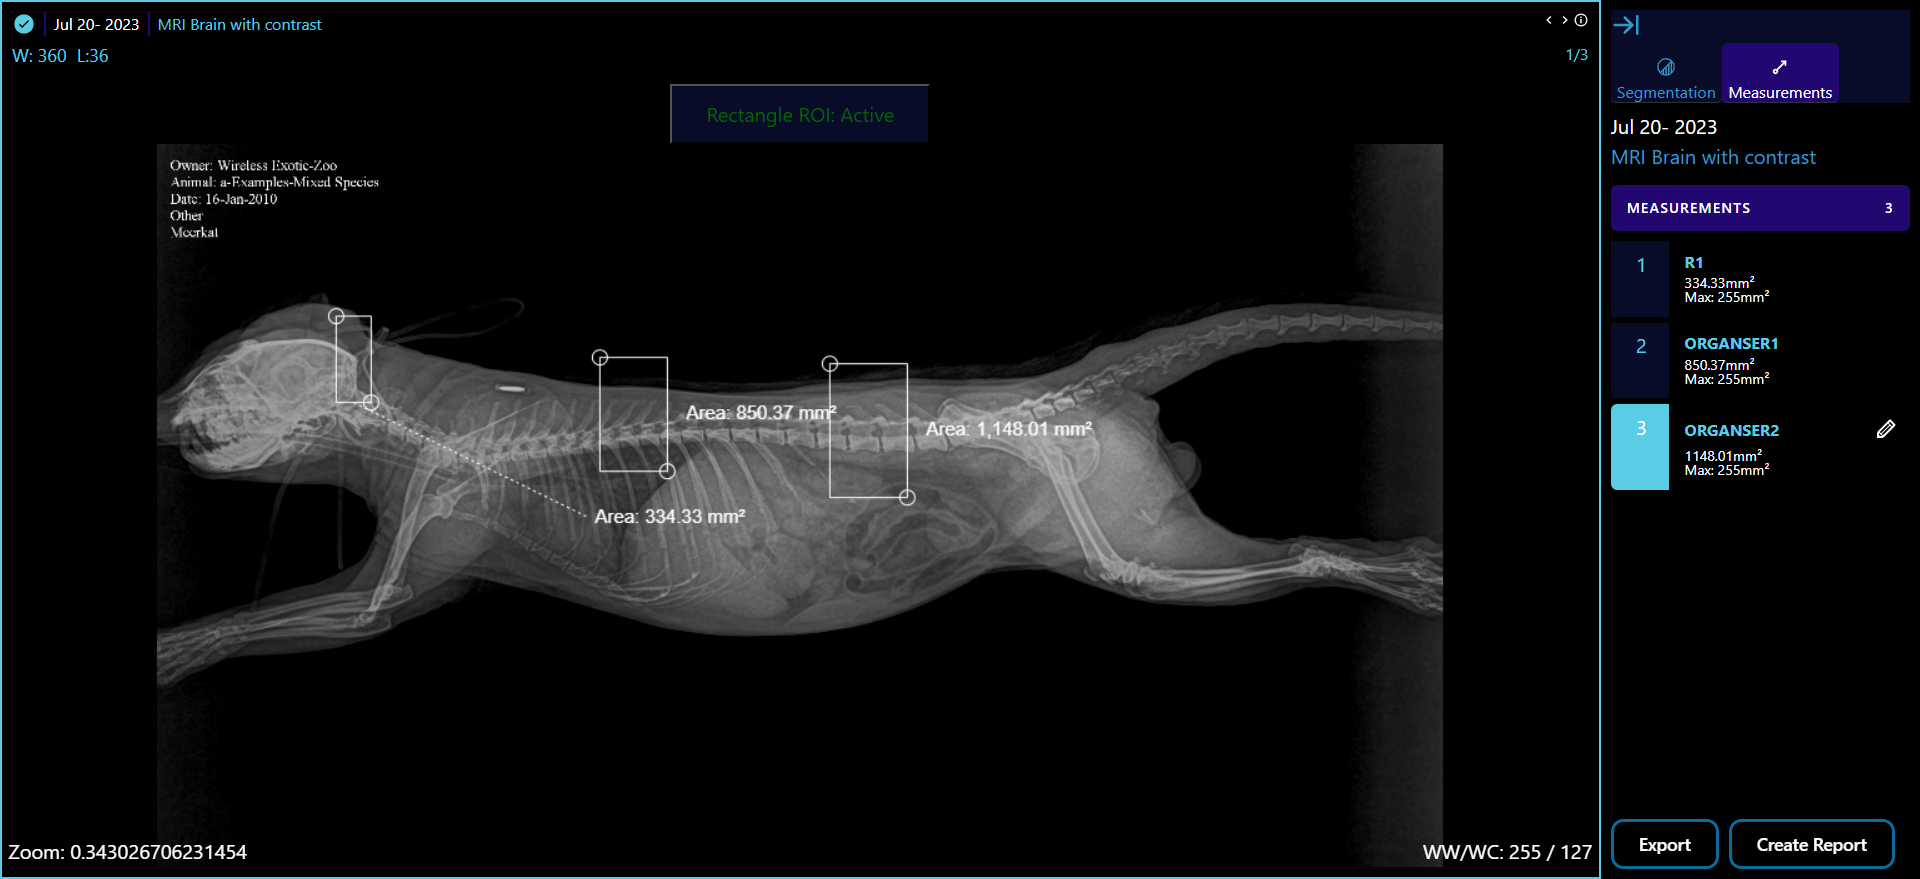 Jul 20- 2023
MRI Brain with contrast
W: 360 L:36
1/3
Rectangle ROI: Active
Owner: Wireless Exotic-Zoo
Animal: a-Examples-Mixed Species
Date: 16-Jan-2010
Other
Meerkat
Area: 850.37 mm²
Area: 1,148.01 mm²
Area: 334.33 mm²
Zoom: 0.343026706231454
WW/WC: 255 / 127
Segmentation
Measurements
Jul 20- 2023
MRI Brain with contrast
MEASUREMENTS 3
1
R1
334.33mm²
Max: 255mm²
2
ORGANSER1
850.37mm²
Max: 255mm²
3
ORGANSER2
1148.01mm²
Max: 255mm²
Export
Create Report